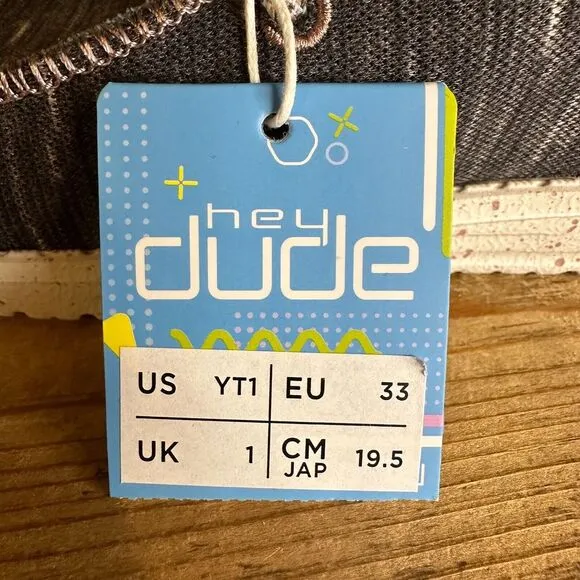 hey
dude
US YT1 EU 33
UK 1 CM JAP 19.5